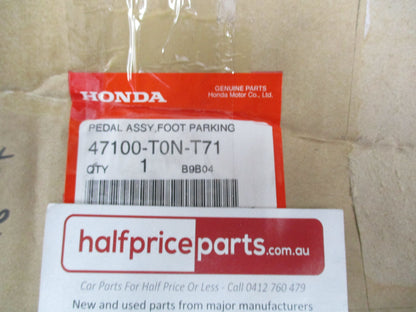 HONDA
GENUINE PARTS
Honda Motor Co., Ltd.
PEDAL ASSY,FOOT PARKING
47100-T0N-T71
QTY 1 B9B04
halfpriceparts.com.au
Car Parts For Half Price Or Less - Call 0412 760 479
New and used parts from major manufacturers